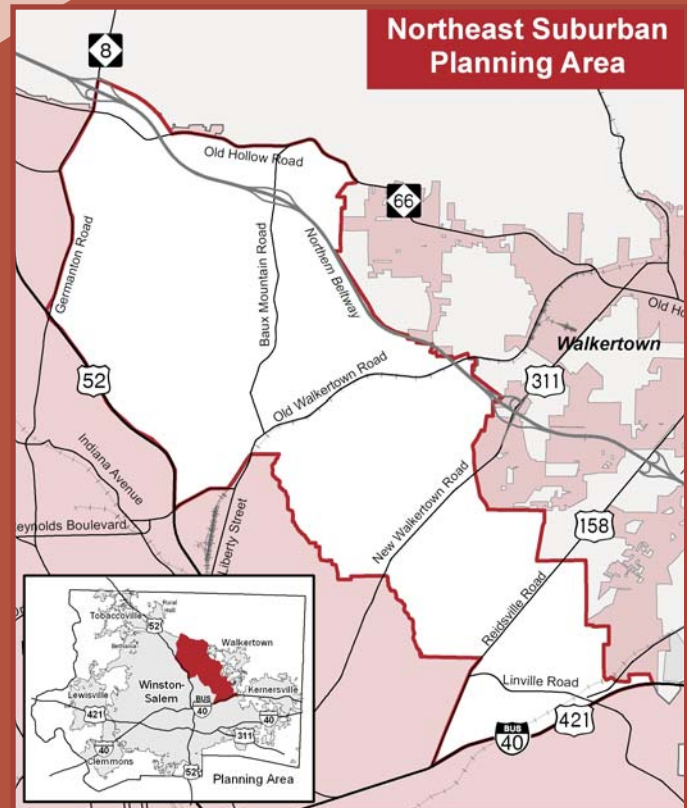 Northeast Suburban
Planning Area
8
Old Hollow Road
66
Germanton Road
Baux Mountain Road
Northern Beltway
Old Ho
Walkertown
52
311
Old Walkertown Road
Indiana Avenue
New Walkertown Road
158
eynolds Boulevard
Liberty Street
Reidsville Road
Linville Road
BUS
40
421
Tobaccoville
Rural
Hall
52
Bethania
Walkertown
Winston-
Salem
Kernersville
Lewisville
BUS
40
421
40
311
40
Clemmons
52
Planning Area